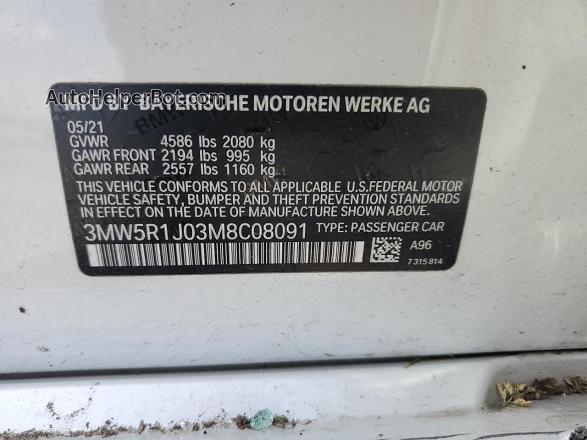 MFD BY BAYERISCHE MOTOREN WERKE AG
AutoHelperBot.com
05/21
GVWR 4586 lbs 2080 kg
GAWR FRONT 2194 lbs 995 kg
GAWR REAR 2557 lbs 1160 kg
THIS VEHICLE CONFORMS TO ALL APPLICABLE U.S.FEDERAL MOTOR
VEHICLE SAFETY, BUMPER AND THEFT PREVENTION STANDARDS
IN EFFECT ON THE DATE OF MANUFACTURE SHOWN ABOVE.
3MW5R1J03M8C08091 TYPE: PASSENGER CAR
A96
7 315 814